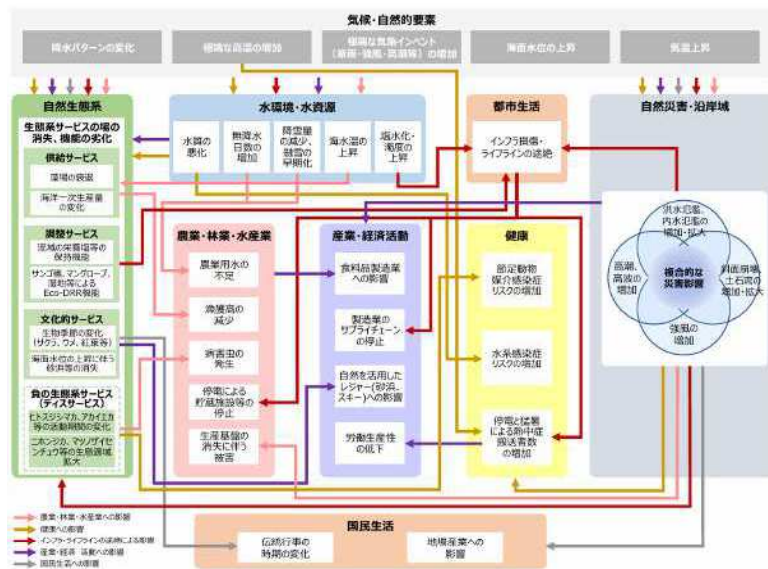 気候・自然的要素
降水パターンの変化
極端な高温の増加
極端な気象イベント
(豪雨・強風・高潮等)の増加
海面水位の上昇
気温上昇
自然生態系
生態系サービスの場の
消失、機能の劣化
供給サービス
藻場の衰退
海洋一次生産量
の変化
調整サービス
流域の栄養塩等の
保持機能
サンゴ礁、マングローブ、
湿地等による
Eco-DRR機能
文化的サービス
生物季節の変化
(サクラ、ウメ、紅葉等)
海面水位の上昇に伴う
砂浜等の消失
負の生態系サービス
(ディスサービス)
ヒトスジシマカ、アカイエカ
等の活動期間の変化
ニホンジカ、マツノザイセ
ンチュウ等の生息適域
拡大
水環境・水資源
水質の
悪化
無降水
日数の
増加
降雪量
の減少、
融雪の
早期化
海水温の
上昇
塩水化・
濁度の
上昇
都市生活
インフラ損傷・
ライフラインの途絶
自然災害・沿岸域
洪水氾濫、
内水氾濫の
増加・拡大
高潮、
高波の
増加
複合的な
災害影響
斜面崩壊、
土石流の
増加・拡大
強風の
増加
農業・林業・水産業
農業用水の
不足
漁獲高の
減少
病害虫の
発生
停電による
貯蔵施設等の
停止
生産基盤の
消失に伴う
被害
産業・経済活動
食料品製造業
への影響
製造業の
サプライチェーン
の停止
自然を活用した
レジャー(砂浜、
スキー)への影響
労働生産性
の低下
健康
節足動物
媒介感染症
リスクの増加
水系感染症
リスクの増加
停電と猛暑
による熱中症
搬送者数
の増加
農業・林業・水産業への影響
健康への影響
インフラ・ライフラインの途絶による影響
産業・経済 活動への影響
国民生活への影響
国民生活
伝統行事の
時期の変化
地場産業への
影響